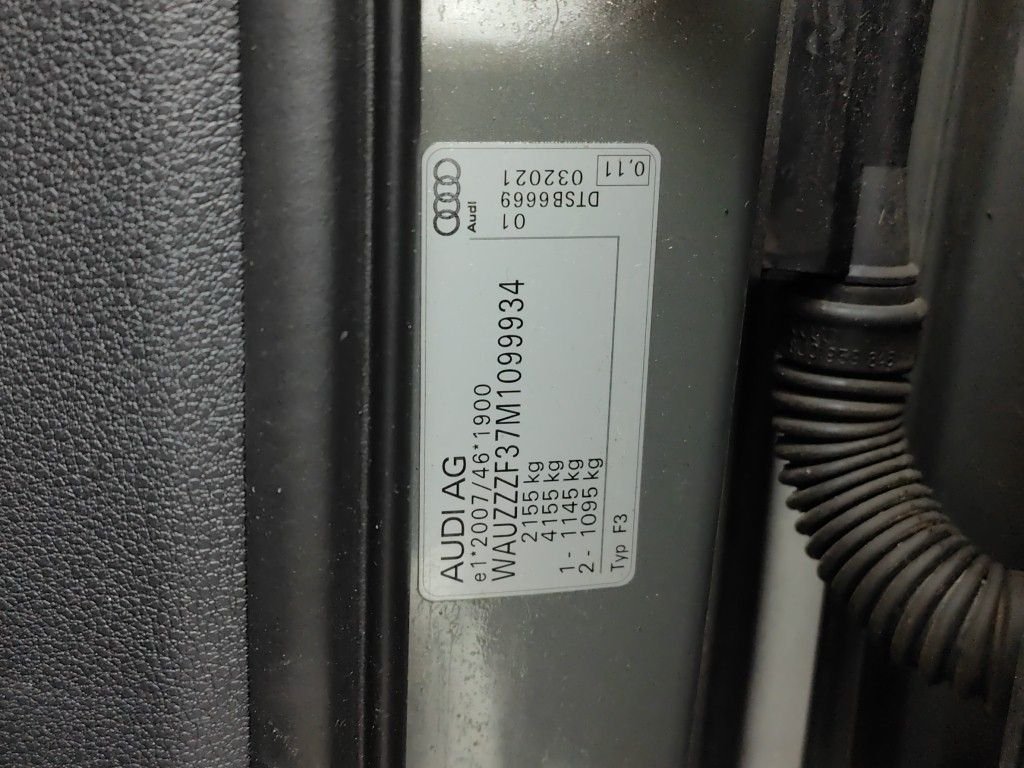 AUDI AG
e1*2007/46*1900
WAUZZZF37M1099934
2155 kg
4155 kg
1- 1145 kg
2- 1095 kg
Typ F3
Audi
01
DTSB6669
032021
0.11